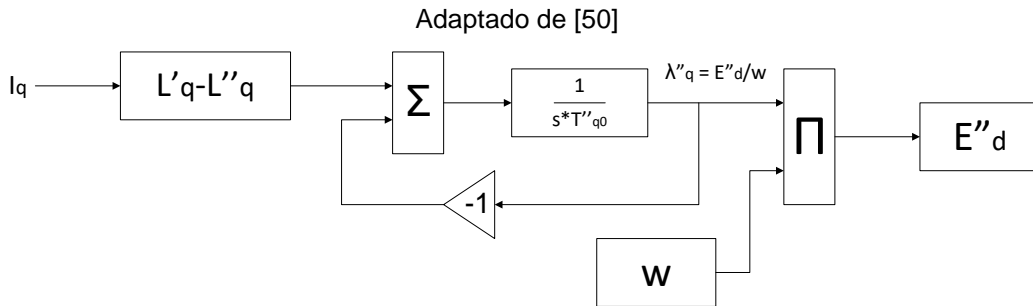 Adaptado de [50]
Iq
L'q-L''q
Σ
1
s*T''q0
λ''q = E''d/w
Π
E''d
-1
w